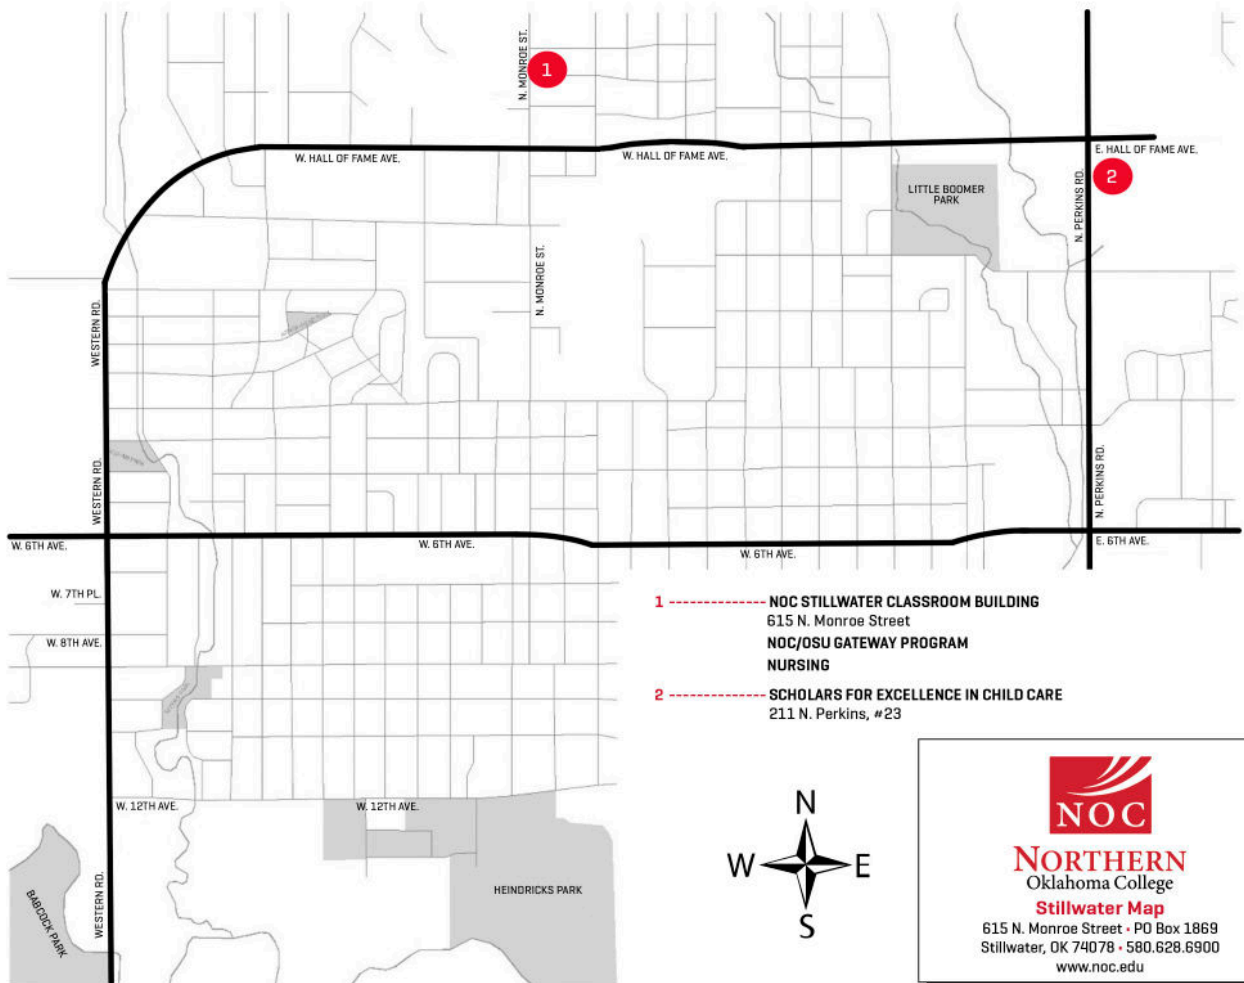 N. MONROE ST.
1
W. HALL OF FAME AVE.
W. HALL OF FAME AVE.
E. HALL OF FAME AVE.
2
N. PERKINS RD.
LITTLE BOOMER
PARK
N. MONROE ST.
WESTERN RD.
WESTERN RD.
N. PERKINS RD.
W. 6TH AVE.
W. 6TH AVE.
W. 6TH AVE.
E. 6TH AVE.
W. 7TH PL.
W. 8TH AVE.
1 ------------- NOC STILLWATER CLASSROOM BUILDING
615 N. Monroe Street
NOC/OSU GATEWAY PROGRAM
NURSING
2 ------------- SCHOLARS FOR EXCELLENCE IN CHILD CARE
211 N. Perkins, #23
W. 12TH AVE.
W. 12TH AVE.
WESTERN RD.
BABCOCK PARK
HEINDRICKS PARK
N
W
E
S
NOC
NORTHERN
Oklahoma College
Stillwater Map
615 N. Monroe Street • PO Box 1869
Stillwater, OK 74078 • 580.628.6900
www.noc.edu